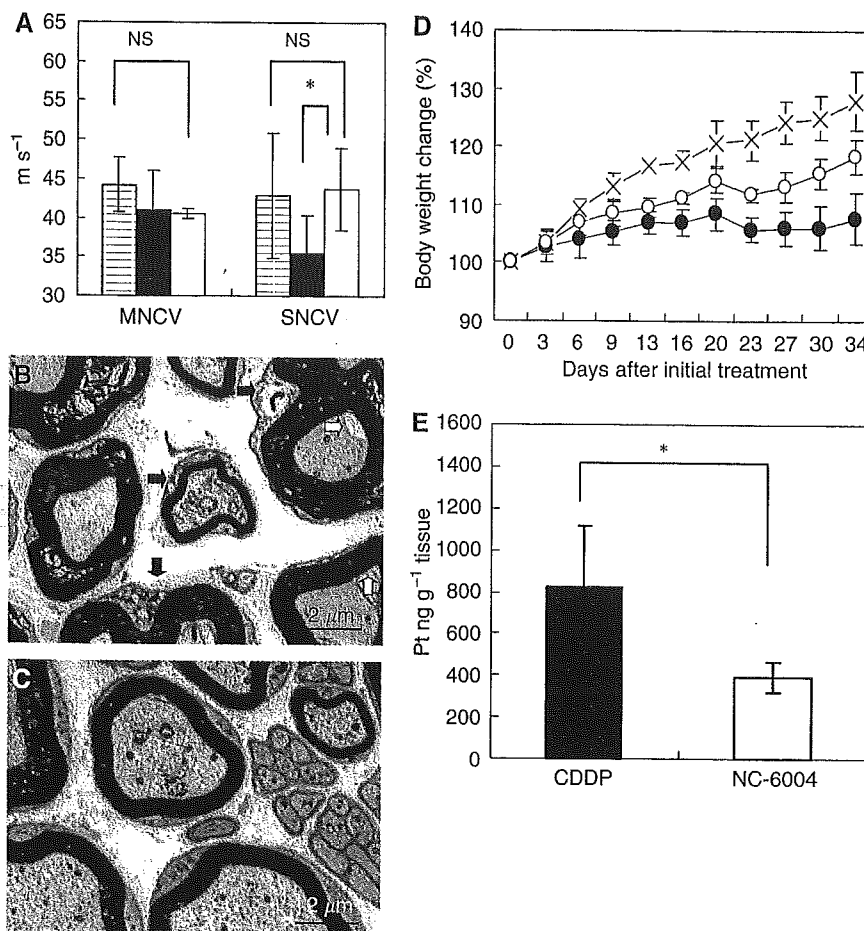 A
65
60
55
50
45
40
35
30
m s⁻¹
NS
NS
*
MNCV
SNCV
B
2 μm
C
2 μm
D
140
130
120
110
100
90
Body weight change (%)
0 3 6 9 13 16 20 23 27 30 34
Days after initial treatment
E
1600
1400
1200
1000
800
600
400
200
0
Pt ng g⁻¹ tissue
*
CDDP
NC-6004